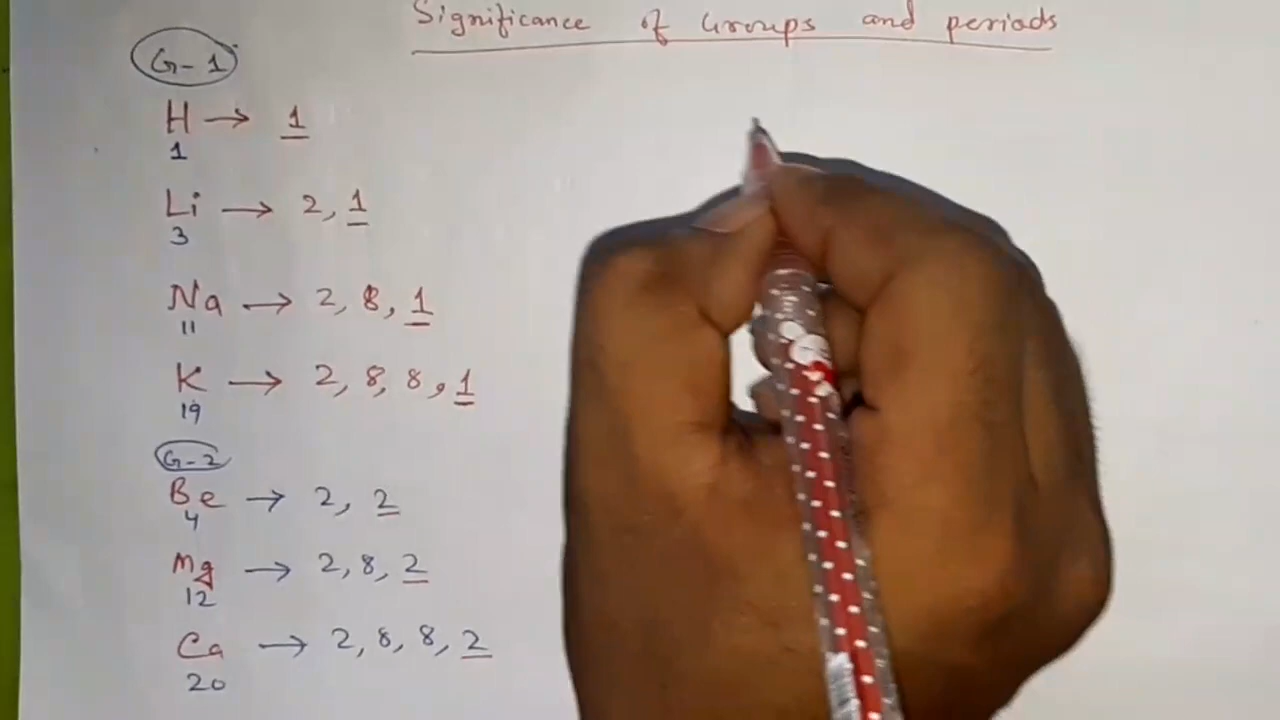 Significance of Groups and periods
G-1
H → 1
1
Li → 2, 1
3
Na → 2, 8, 1
11
K → 2, 8, 8, 1
19
G-2
Be → 2, 2
4
Mg → 2, 8, 2
12
Ca → 2, 8, 8, 2
20